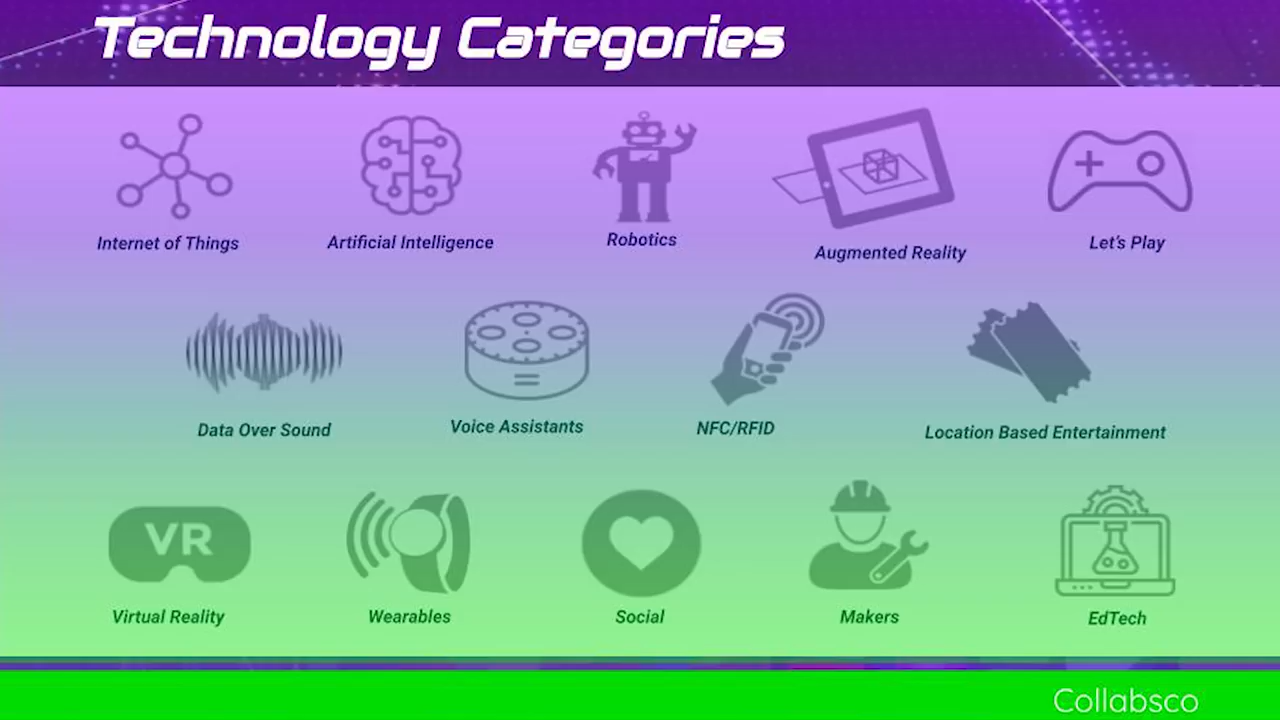 Technology Categories
Internet of Things
Artificial Intelligence
Robotics
Augmented Reality
Let's Play
Data Over Sound
Voice Assistants
NFC/RFID
Location Based Entertainment
VR
Virtual Reality
Wearables
Social
Makers
EdTech
Collabsco